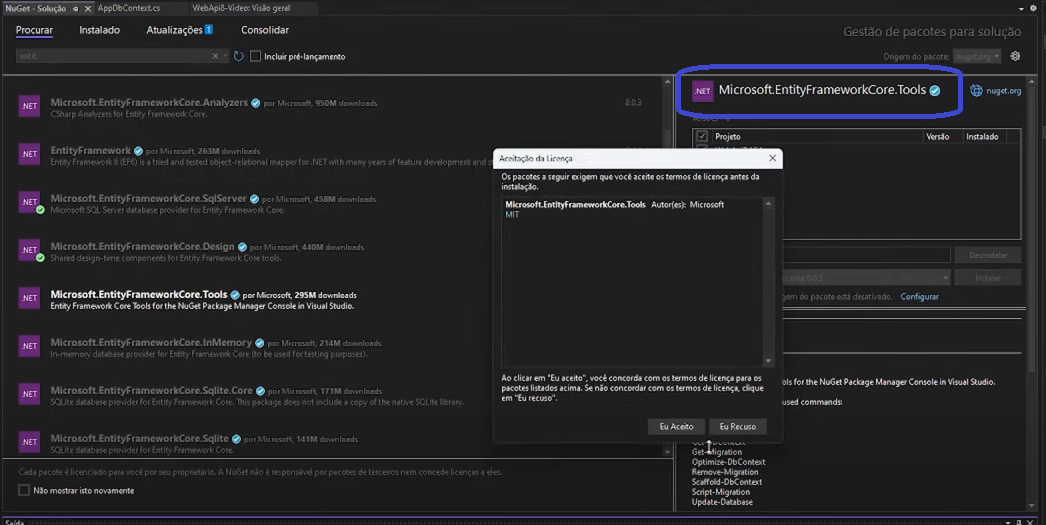 NuGet - Solução
AppDbContext.cs
WebApi8-Video: Visão geral
Procurar
Instalado
Atualizações 1
Consolidar
Gestão de pacotes para solução
entit
Incluir pré-lançamento
Origem do pacote: nuget.org
.NET
Microsoft.EntityFrameworkCore.Analyzers por Microsoft, 950M downloads
CSharp Analyzers for Entity Framework Core.
8.0.3
.NET
EntityFramework por Microsoft, 263M downloads
Entity Framework 6 (EF6) is a tried and tested object-relational mapper for .NET with many years of feature development and
.NET
Microsoft.EntityFrameworkCore.SqlServer por Microsoft, 458M downloads
Microsoft SQL Server database provider for Entity Framework Core.
.NET
Microsoft.EntityFrameworkCore.Design por Microsoft, 440M downloads
Shared design-time components for Entity Framework Core tools.
.NET
Microsoft.EntityFrameworkCore.Tools por Microsoft, 295M downloads
Entity Framework Core Tools for the NuGet Package Manager Console in Visual Studio.
.NET
Microsoft.EntityFrameworkCore.InMemory por Microsoft, 214M downloads
In-memory database provider for Entity Framework Core (to be used for testing purposes).
.NET
Microsoft.EntityFrameworkCore.Sqlite.Core por Microsoft, 171M downloads
SQLite database provider for Entity Framework Core. This package does not include a copy of the native SQLite library.
.NET
Microsoft.EntityFrameworkCore.Sqlite por Microsoft, 141M downloads
SQLite database provider for Entity Framework Core.
Cada pacote é licenciado para você por seu proprietário. A NuGet não é responsável por pacotes de terceiros nem concede licenças a eles.
Não mostrar isto novamente
Saída
Aceitação da Licença
Os pacotes a seguir exigem que você aceite os termos de licença antes da
instalação.
Microsoft.EntityFrameworkCore.Tools Autor(es): Microsoft
MIT
Ao clicar em "Eu aceito", você concorda com os termos de licença para os
pacotes listados acima. Se não concordar com os termos de licença, clique
em "Eu recuso".
Eu Aceito
Eu Recuso
.NET
Microsoft.EntityFrameworkCore.Tools
nuget.org
Projeto
Versão
Instalado
Desinstalar
8.0.3
Instalar
gem do pacote está desativado. Configurar
ols for the NuGet Package Manager Console in Visual Studio.
used commands:
Get-DbContext
Get-Migration
Optimize-DbContext
Remove-Migration
Scaffold-DbContext
Script-Migration
Update-Database